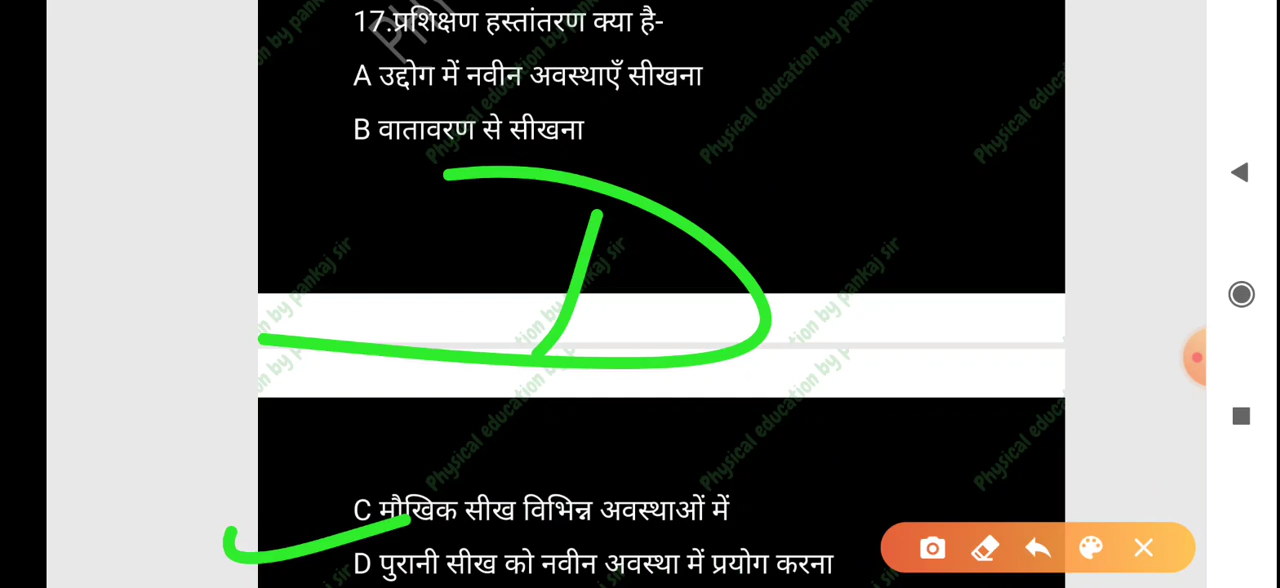 17.प्रशिक्षण हस्तांतरण क्या है-
A उद्दोग में नवीन अवस्थाएँ सीखना
B वातावरण से सीखना
D
C मौखिक सीख विभिन्न अवस्थाओं में
D पुरानी सीख को नवीन अवस्था में प्रयोग करना
Physical education by pankaj sir